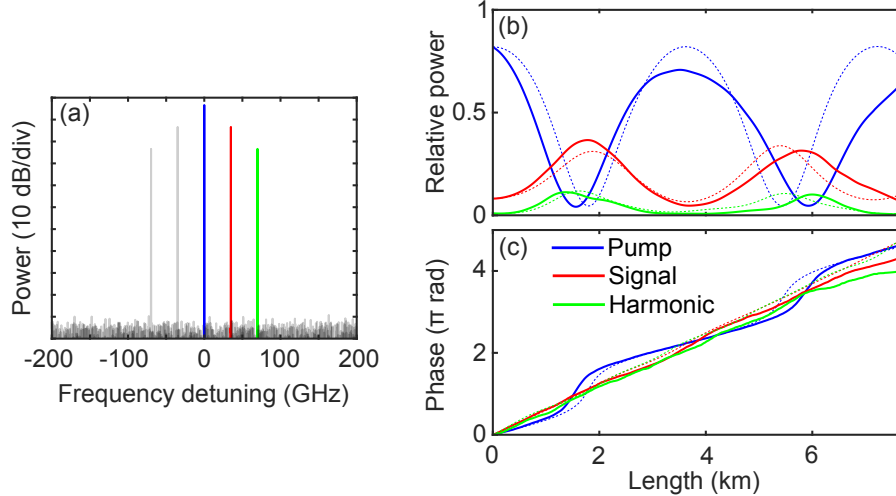 (a)
Power (10 dB/div)
-200 -100 0 100 200
Frequency detuning (GHz)
(b)
Relative power
1
0.5
0
(c)
Pump
Signal
Harmonic
Phase (π rad)
4
2
0
0 2 4 6
Length (km)